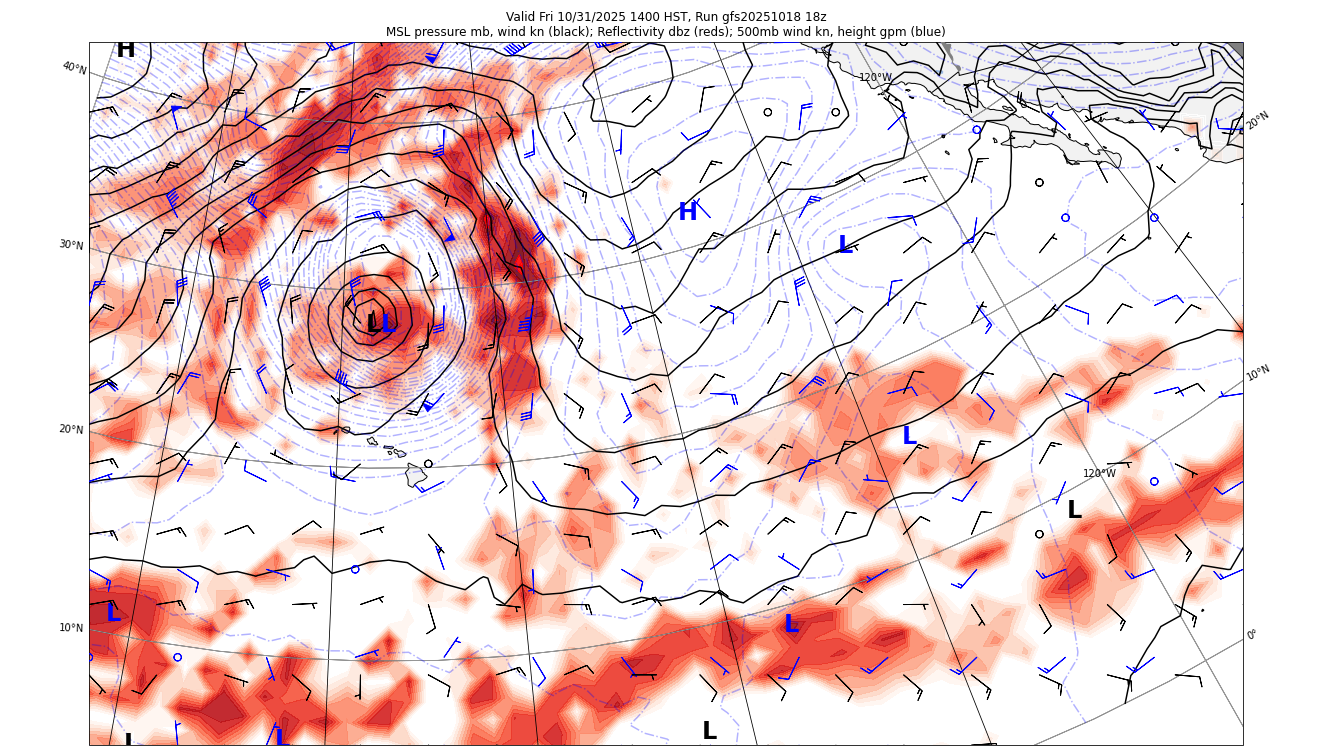 Valid Fri 10/31/2025 1400 HST, Run gfs20251018 18z
MSL pressure mb, wind kn (black); Reflectivity dbz (reds); 500mb wind kn, height gpm (blue)
H
40°N
120°W
20°N
H
L
30°N
L
L
10°N
20°N
L
120°W
L
L
10°N
L
0°
L
L
L